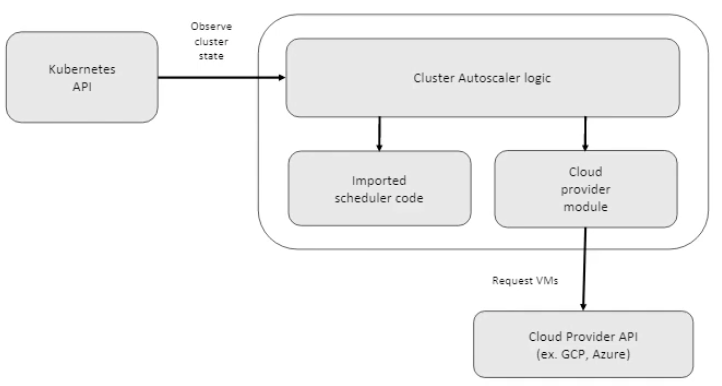 Observe
cluster
state
Kubernetes
API
Cluster Autoscaler logic
Imported
scheduler code
Cloud
provider
module
Request VMs
Cloud Provider API
(ex. GCP, Azure)